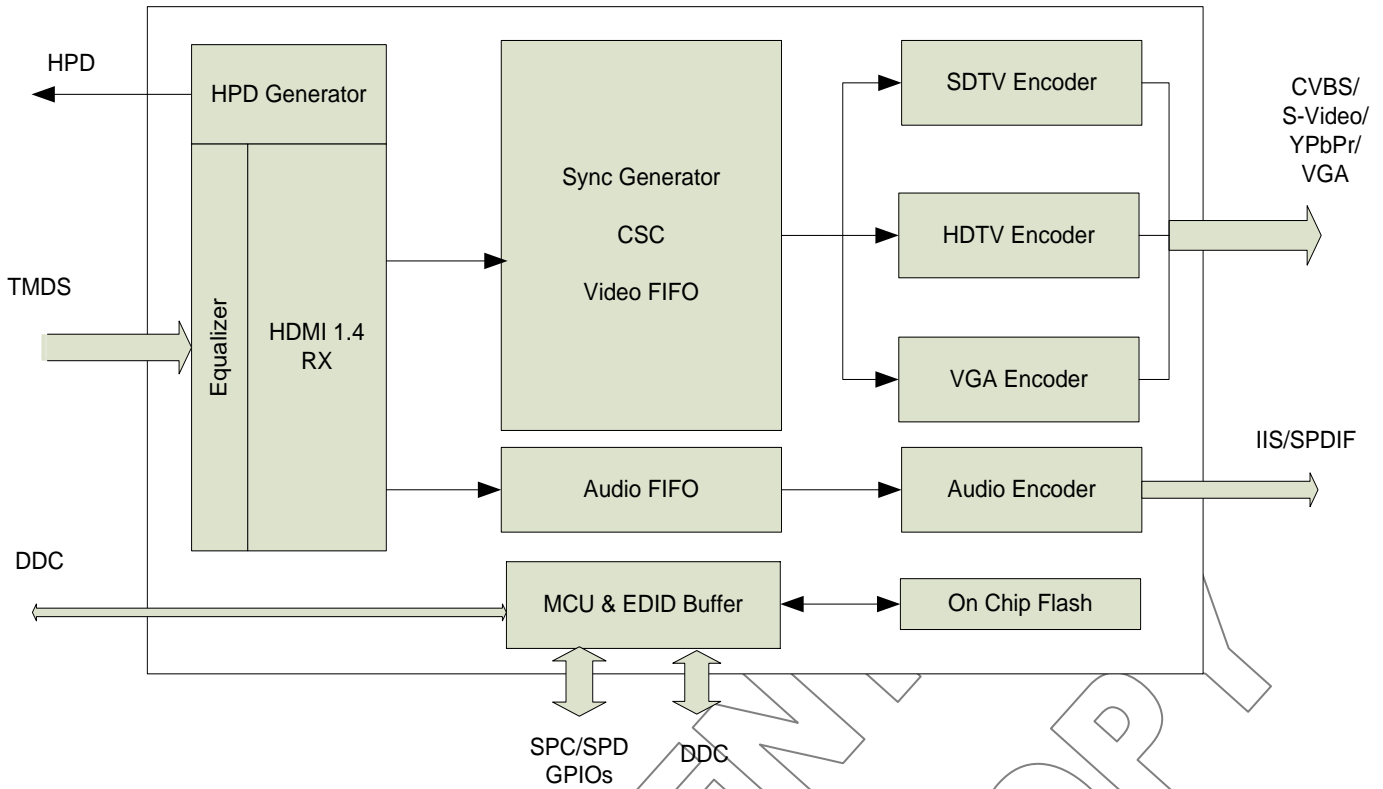 HPD
HPD Generator
TMDS
Equalizer
HDMI 1.4
RX
Sync Generator
CSC
Video FIFO
SDTV Encoder
HDTV Encoder
VGA Encoder
CVBS/
S-Video/
YPbPr/
VGA
Audio FIFO
Audio Encoder
IIS/SPDIF
DDC
MCU & EDID Buffer
On Chip Flash
SPC/SPD
GPIOs
DDC